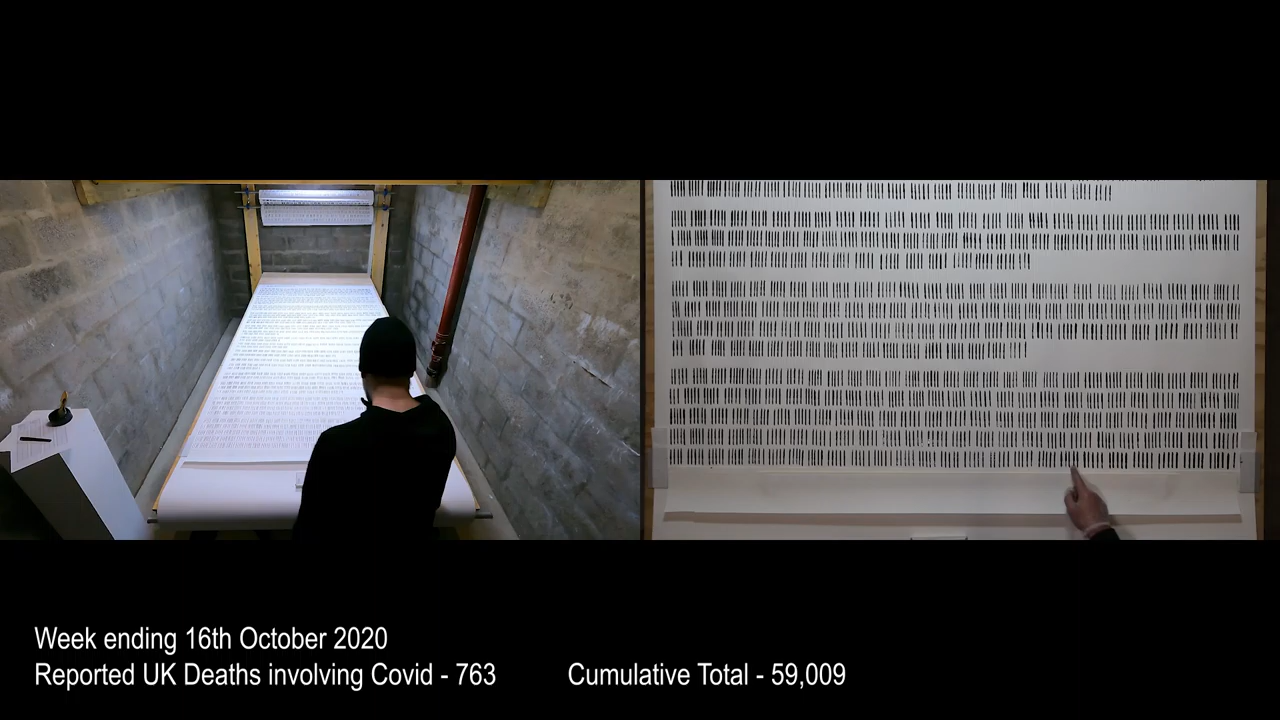 Week ending 16th October 2020
Reported UK Deaths involving Covid - 763 Cumulative Total - 59,009